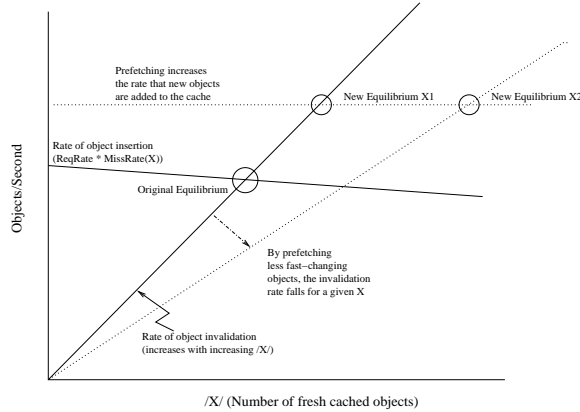 Prefetching increases
the rate that new objects
are added to the cache
New Equilibrium X1
New Equilibrium X2
Rate of object insertion
(ReqRate * MissRate(X))
Original Equilibrium
Objects/Second
By prefetching
less fast−changing
objects, the invalidation
rate falls for a given X
Rate of object invalidation
(increases with increasing /X/)
/X/ (Number of fresh cached objects)